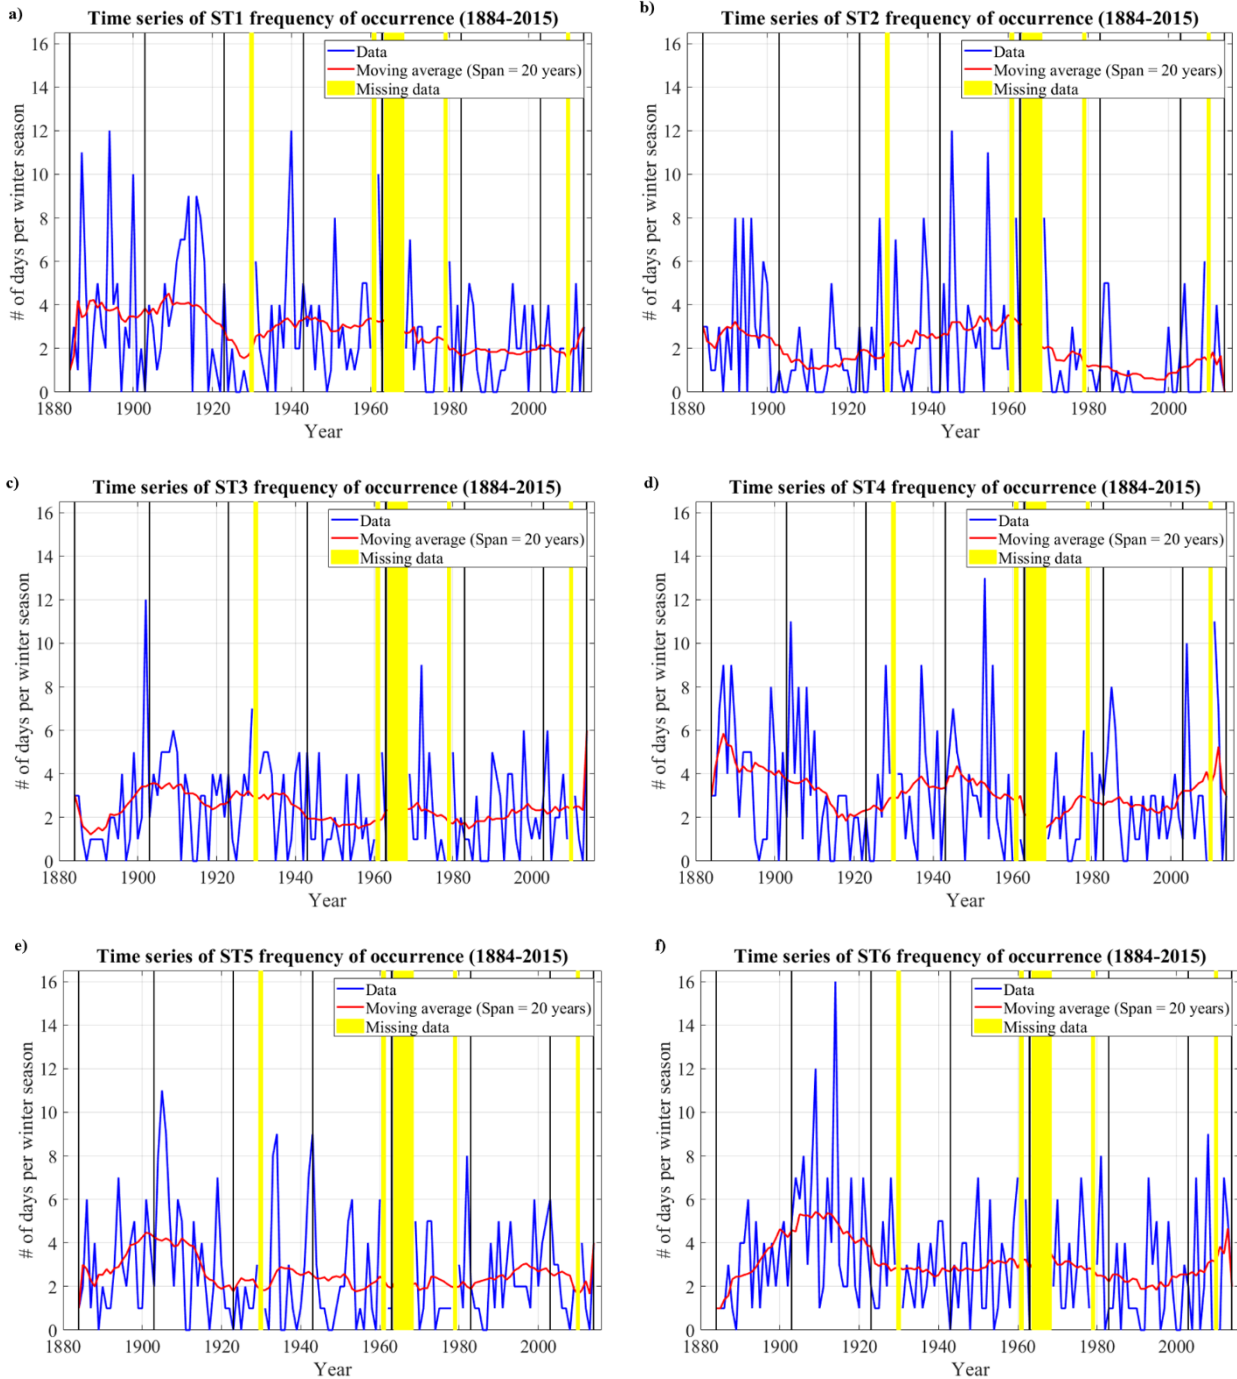 a)
Time series of ST1 frequency of occurrence (1884-2015)
# of days per winter season
16
14
12
10
8
6
4
2
0
Data
Moving average (Span = 20 years)
Missing data
1880 1900 1920 1940 1960 1980 2000
Year
b)
Time series of ST2 frequency of occurrence (1884-2015)
# of days per winter season
16
14
12
10
8
6
4
2
0
Data
Moving average (Span = 20 years)
Missing data
1880 1900 1920 1940 1960 1980 2000
Year
c)
Time series of ST3 frequency of occurrence (1884-2015)
# of days per winter season
16
14
12
10
8
6
4
2
0
Data
Moving average (Span = 20 years)
Missing data
1880 1900 1920 1940 1960 1980 2000
Year
d)
Time series of ST4 frequency of occurrence (1884-2015)
# of days per winter season
16
14
12
10
8
6
4
2
0
Data
Moving average (Span = 20 years)
Missing data
1880 1900 1920 1940 1960 1980 2000
Year
e)
Time series of ST5 frequency of occurrence (1884-2015)
# of days per winter season
16
14
12
10
8
6
4
2
0
Data
Moving average (Span = 20 years)
Missing data
1880 1900 1920 1940 1960 1980 2000
Year
f)
Time series of ST6 frequency of occurrence (1884-2015)
# of days per winter season
16
14
12
10
8
6
4
2
0
Data
Moving average (Span = 20 years)
Missing data
1880 1900 1920 1940 1960 1980 2000
Year